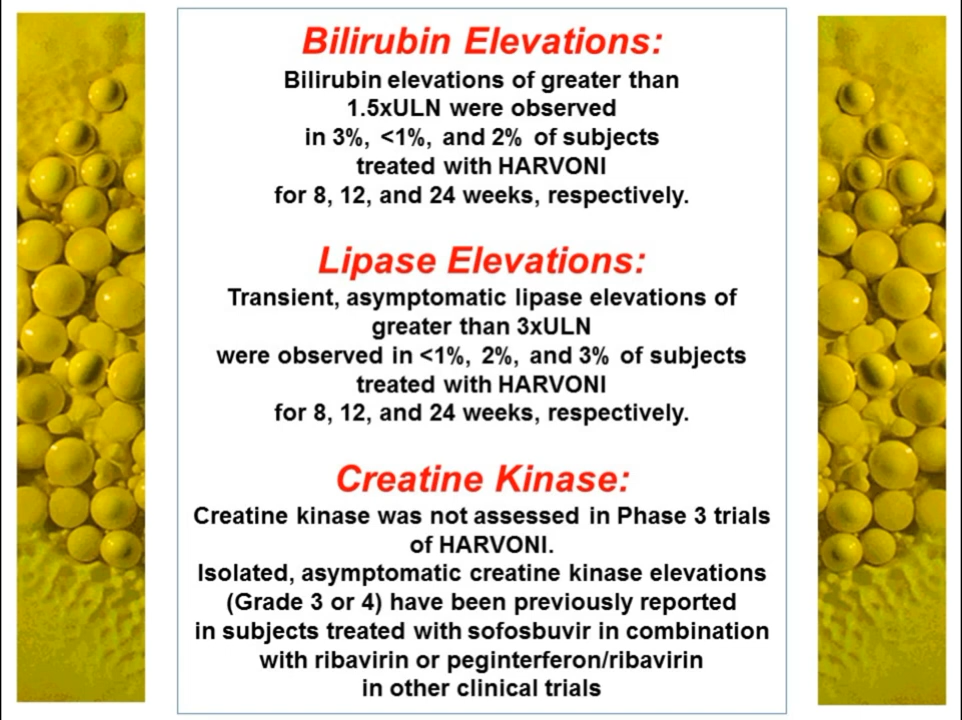 Bilirubin Elevations:
Bilirubin elevations of greater than
1.5xULN were observed
in 3%, <1%, and 2% of subjects
treated with HARVONI
for 8, 12, and 24 weeks, respectively.
Lipase Elevations:
Transient, asymptomatic lipase elevations of
greater than 3xULN
were observed in <1%, 2%, and 3% of subjects
treated with HARVONI
for 8, 12, and 24 weeks, respectively.
Creatine Kinase:
Creatine kinase was not assessed in Phase 3 trials
of HARVONI.
Isolated, asymptomatic creatine kinase elevations
(Grade 3 or 4) have been previously reported
in subjects treated with sofosbuvir in combination
with ribavirin or peginterferon/ribavirin
in other clinical trials